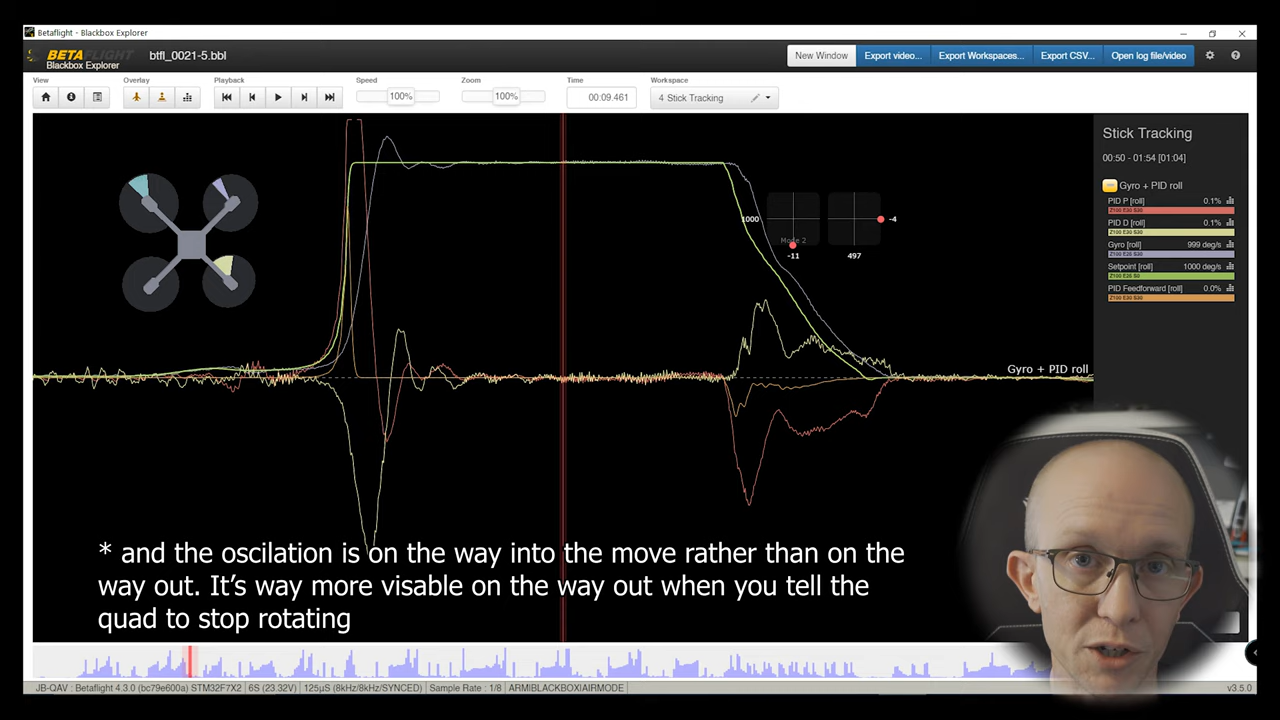 Betaflight - Blackbox Explorer
BETAFLIGHT
Blackbox Explorer
btfl_0021-5.bbl
New Window
Export video...
Export Workspaces...
Export CSV...
Open log file/video
View
Overlay
Playback
Speed
Zoom
Time
Workspace
100%
100%
00:09.461
4 Stick Tracking
Stick Tracking
00:50 - 01:54 [01:04]
Gyro + PID roll
PID P [roll] 0.1%
PID D [roll] 0.1%
Gyro [roll] 999 deg/s
Setpoint [roll] 1000 deg/s
PID Feedforward [roll] 0.0%
1000
-4
Mode 2
-11
497
Gyro + PID roll
* and the oscilation is on the way into the move rather than on the
way out. It's way more visable on the way out when you tell the
quad to stop rotating
JB-QAV : Betaflight 4.3.0 (bc79e600a) STM32F7X2 6S (23.32V) 125µS (8kHz/8kHz/SYNCED) Sample Rate : 1/8 ARM|BLACKBOX|AIRMODE
v3.5.0